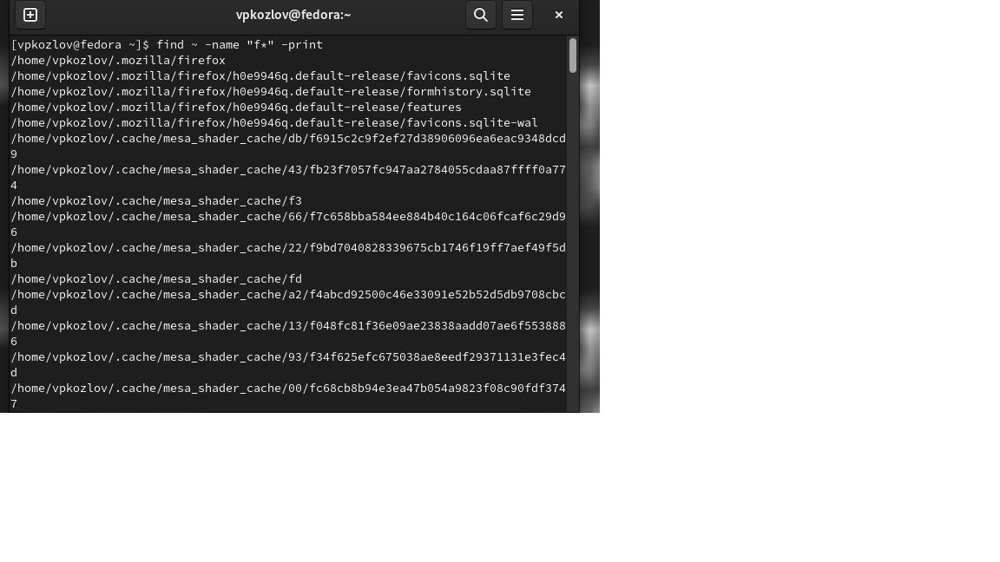 vpkozlov@fedora:~
[vpkozlov@fedora ~]$ find ~ -name "f*" -print
/home/vpkozlov/.mozilla/firefox
/home/vpkozlov/.mozilla/firefox/h0e9946q.default-release/favicons.sqlite
/home/vpkozlov/.mozilla/firefox/h0e9946q.default-release/formhistory.sqlite
/home/vpkozlov/.mozilla/firefox/h0e9946q.default-release/features
/home/vpkozlov/.mozilla/firefox/h0e9946q.default-release/favicons.sqlite-wal
/home/vpkozlov/.cache/mesa_shader_cache/db/f6915c2c9f2ef27d38906096ea6eac9348dcd
9
/home/vpkozlov/.cache/mesa_shader_cache/43/fb23f7057fc947aa2784055cdaa87ffff0a77
4
/home/vpkozlov/.cache/mesa_shader_cache/f3
/home/vpkozlov/.cache/mesa_shader_cache/66/f7c658bba584ee884b40c164c06fcaf6c29d9
6
/home/vpkozlov/.cache/mesa_shader_cache/22/f9bd7040828339675cb1746f19ff7aef49f5d
b
/home/vpkozlov/.cache/mesa_shader_cache/fd
/home/vpkozlov/.cache/mesa_shader_cache/a2/f4abcd92500c46e33091e52b52d5db9708cbc
d
/home/vpkozlov/.cache/mesa_shader_cache/13/f048fc81f36e09ae23838aadd07ae6f553888
6
/home/vpkozlov/.cache/mesa_shader_cache/93/f34f625efc675038ae8eedf29371131e3fec4
d
/home/vpkozlov/.cache/mesa_shader_cache/00/fc68cb8b94e3ea47b054a9823f08c90fdf374
7